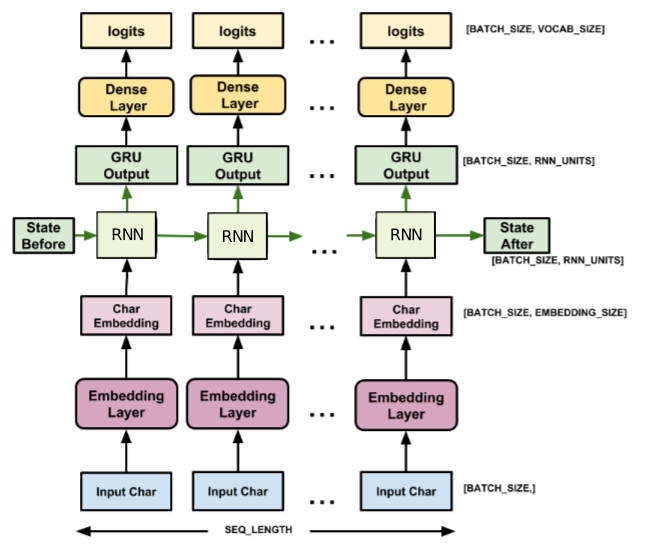 logits logits ... logits [BATCH_SIZE, VOCAB_SIZE]
Dense Dense Dense
Layer Layer ... Layer
GRU GRU GRU [BATCH_SIZE, RNN_UNITS]
Output Output ... Output
State RNN RNN ... RNN State
Before After
[BATCH_SIZE, RNN_UNITS]
Char Char Char [BATCH_SIZE, EMBEDDING_SIZE]
Embedding Embedding ... Embedding
Embedding Embedding Embedding
Layer Layer ... Layer
Input Char Input Char ... Input Char [BATCH_SIZE,]
SEQ_LENGTH